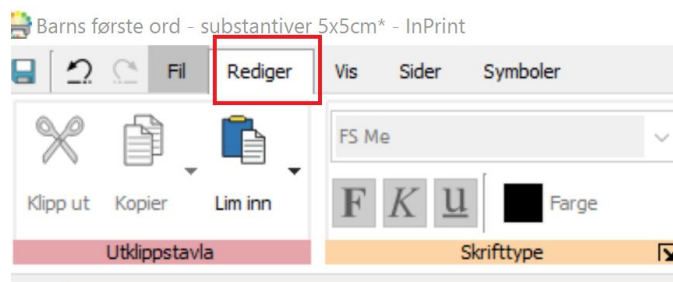 Barns første ord - substantiver 5x5cm* - InPrint
Fil Rediger Vis Sider Symboler
FS Me
Klipp ut Kopier Lim inn F K u Farge
Utklippstavla Skrifttype